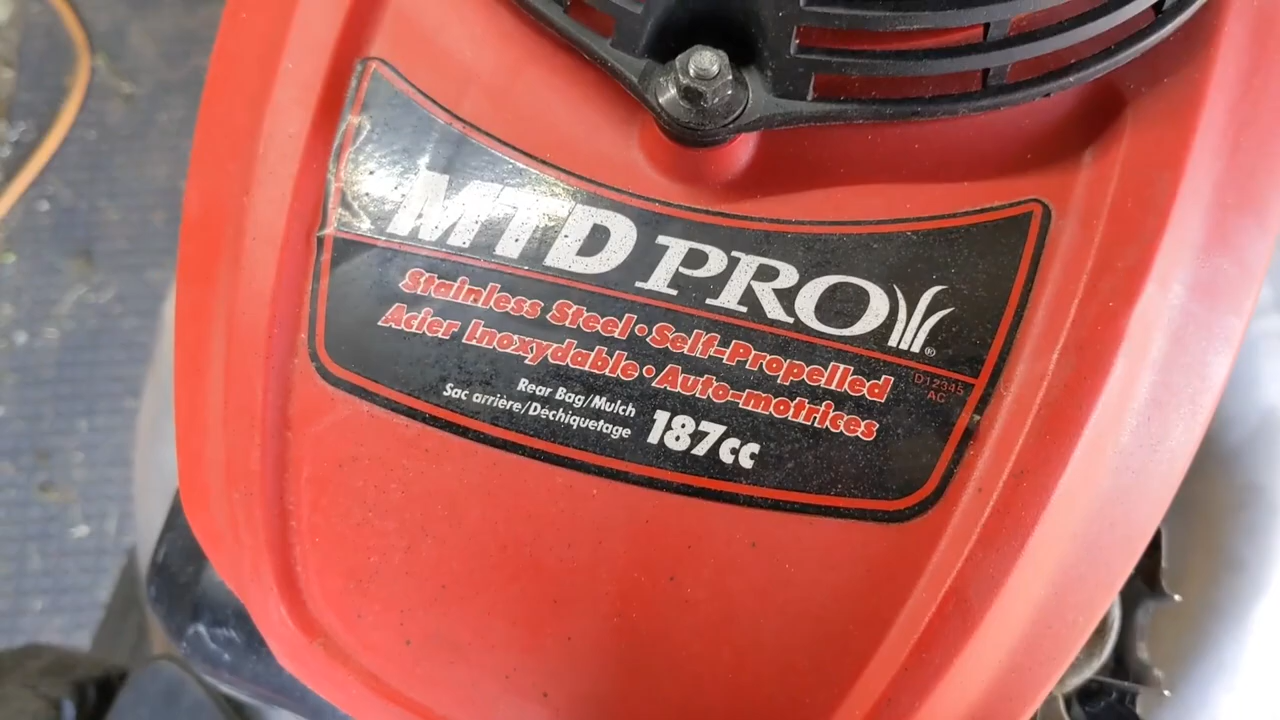 MTD PRO®
Stainless Steel • Self-Propelled
Acier Inoxydable • Auto-motrices
D12345
AC
Rear Bag/Mulch
Sac arrière/Déchiquetage
187cc